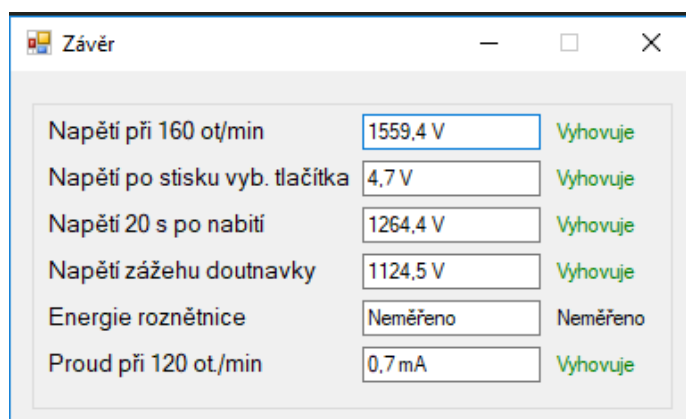 Závěr
Napětí při 160 ot/min 1559,4 V Vyhovuje
Napětí po stisku vyb. tlačítka 4,7 V Vyhovuje
Napětí 20 s po nabití 1264,4 V Vyhovuje
Napětí zážehu doutnavky 1124,5 V Vyhovuje
Energie roznětnice Neměřeno Neměřeno
Proud při 120 ot./min 0,7 mA Vyhovuje